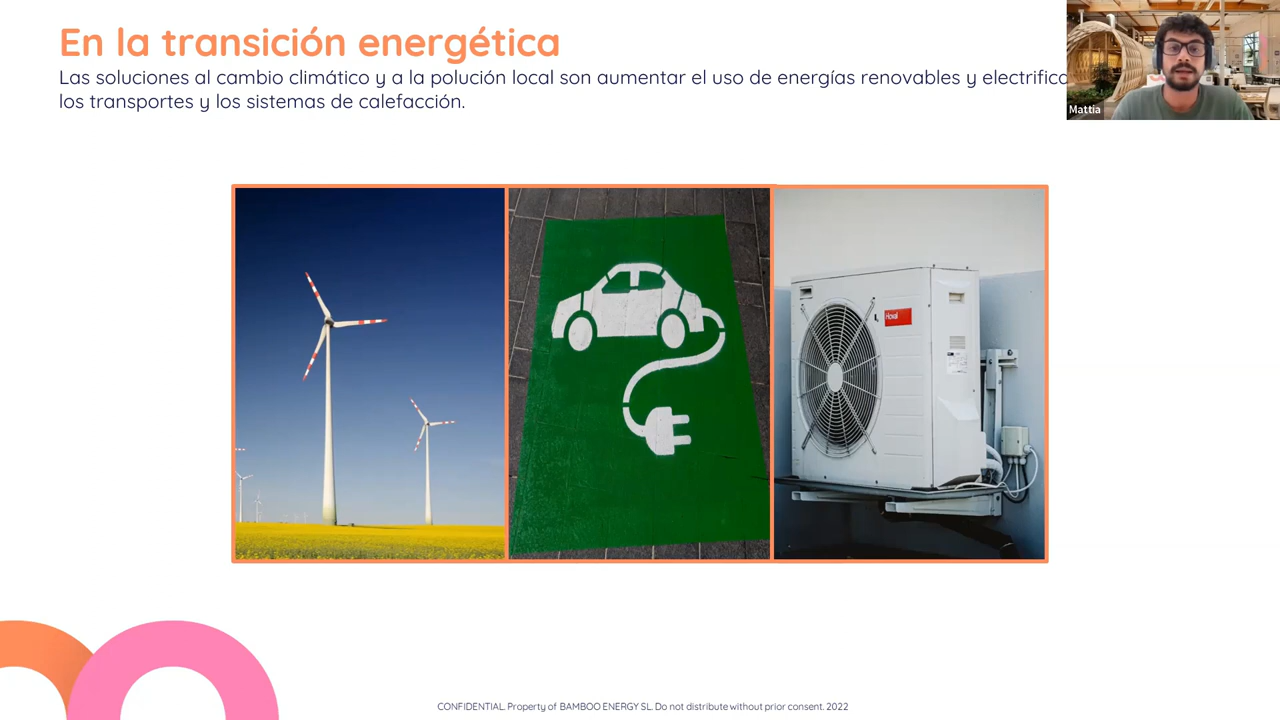 En la transición energética
Las soluciones al cambio climático y a la polución local son aumentar el uso de energías renovables y electrific
los transportes y los sistemas de calefacción.
Mattia
Hoval
CONFIDENTIAL. Property of BAMBOO ENERGY SL. Do not distribute without prior consent. 2022